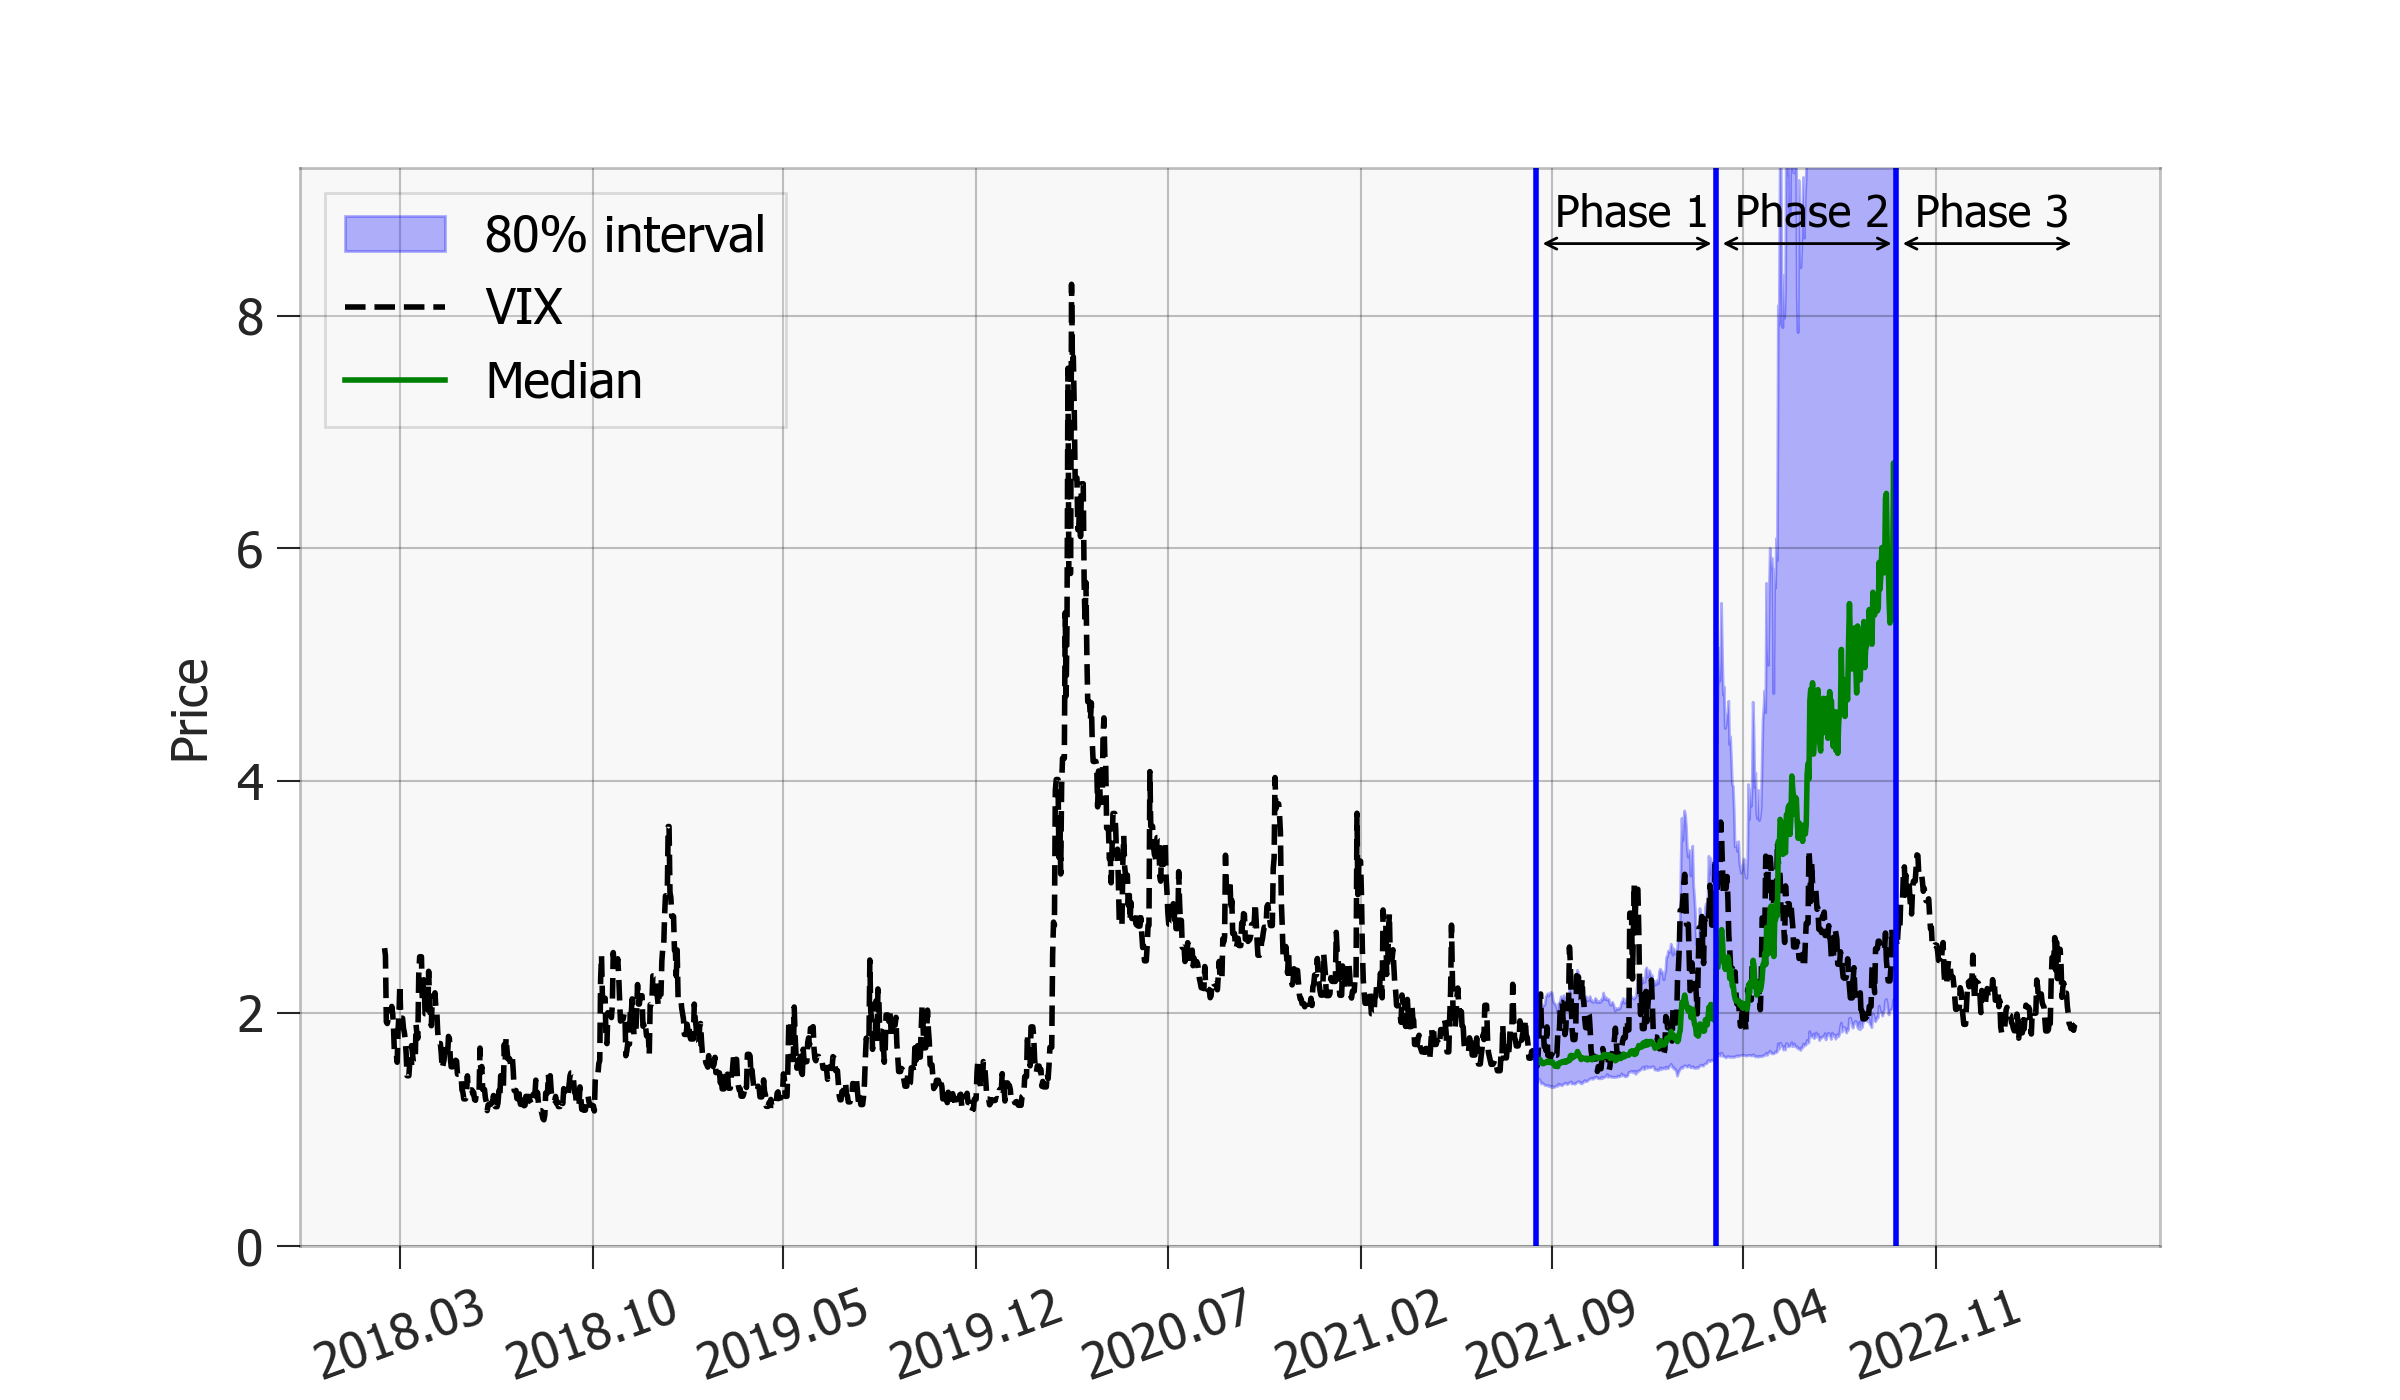 80% interval
VIX
Median
Phase 1
Phase 2
Phase 3
Price
8
6
4
2
0
2018.03
2018.10
2019.05
2019.12
2020.07
2021.02
2021.09
2022.04
2022.11